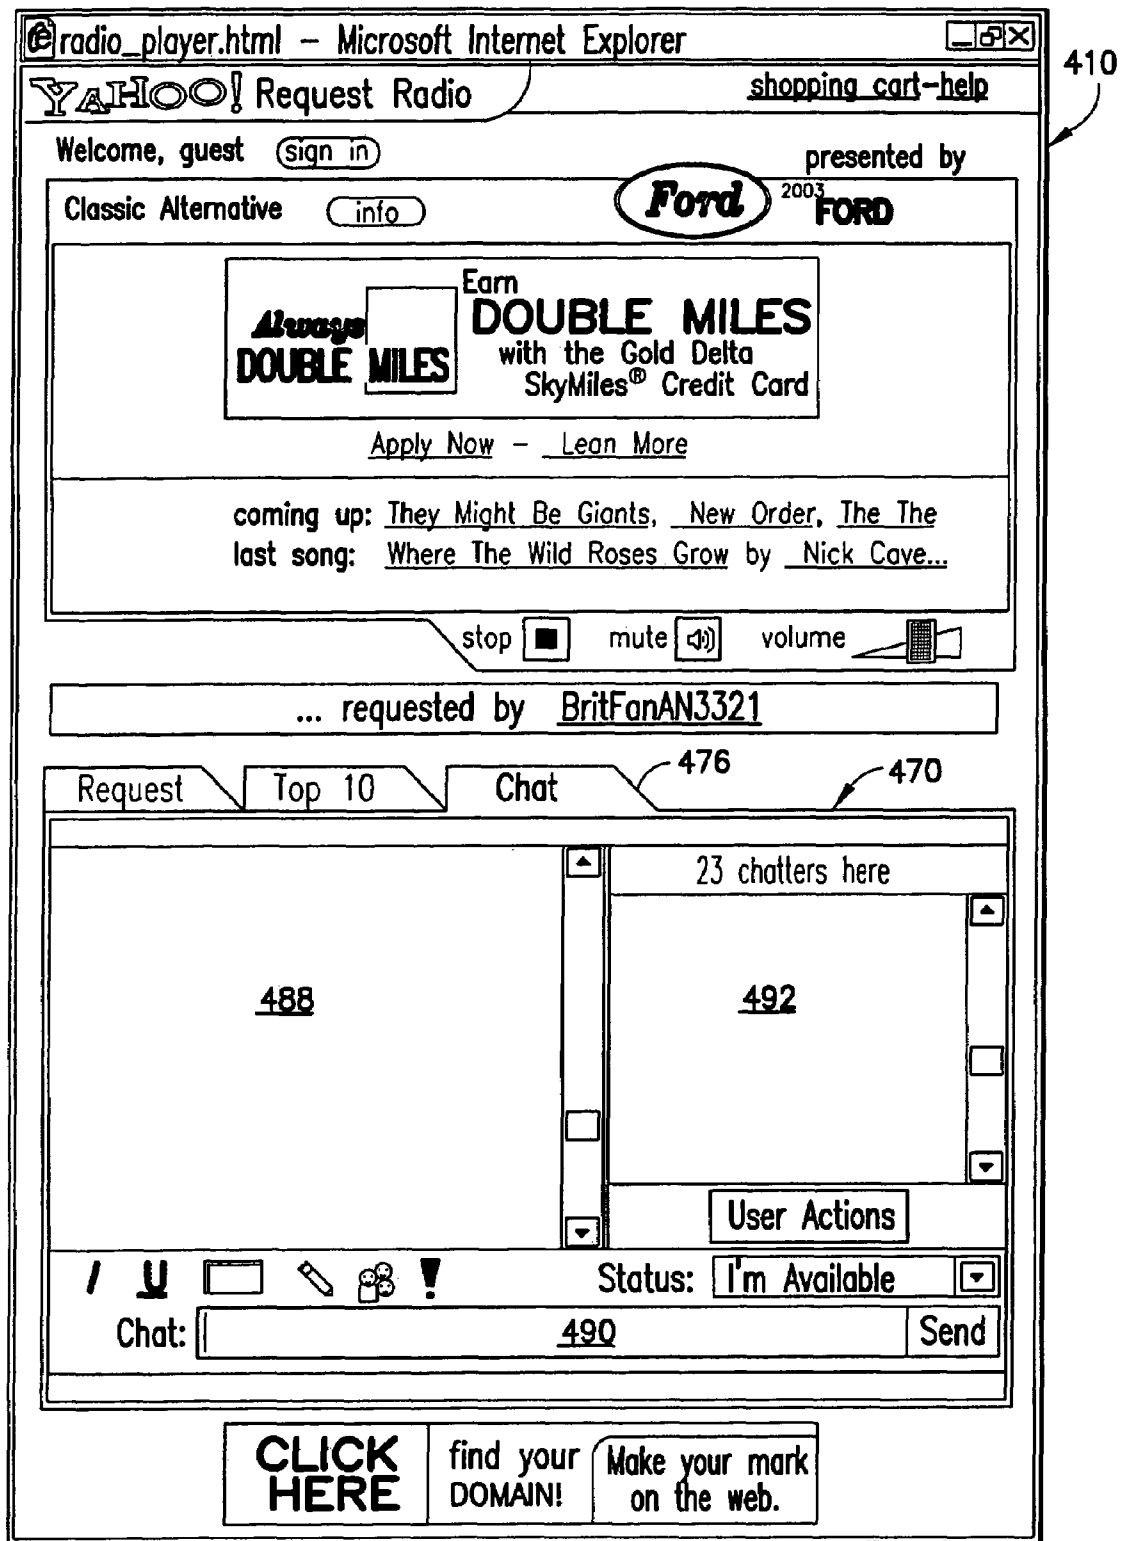 radio_player.html – Microsoft Internet Explorer
410
YAHOO! Request Radio
shopping cart-help
Welcome, guest
sign in
presented by
Classic Alternative
info
Ford
2003
FORD
Always
DOUBLE MILES
Earn
DOUBLE MILES
with the Gold Delta
SkyMiles® Credit Card
Apply Now – Lean More
coming up: They Might Be Giants, New Order, The The
last song: Where The Wild Roses Grow by Nick Cave...
stop
mute
volume
... requested by BritFanAN3321
Request
Top 10
Chat
476
470
23 chatters here
488
492
User Actions
I U
!
Status: I'm Available
Chat:
490
Send
CLICK
HERE
find your
DOMAIN!
Make your mark
on the web.